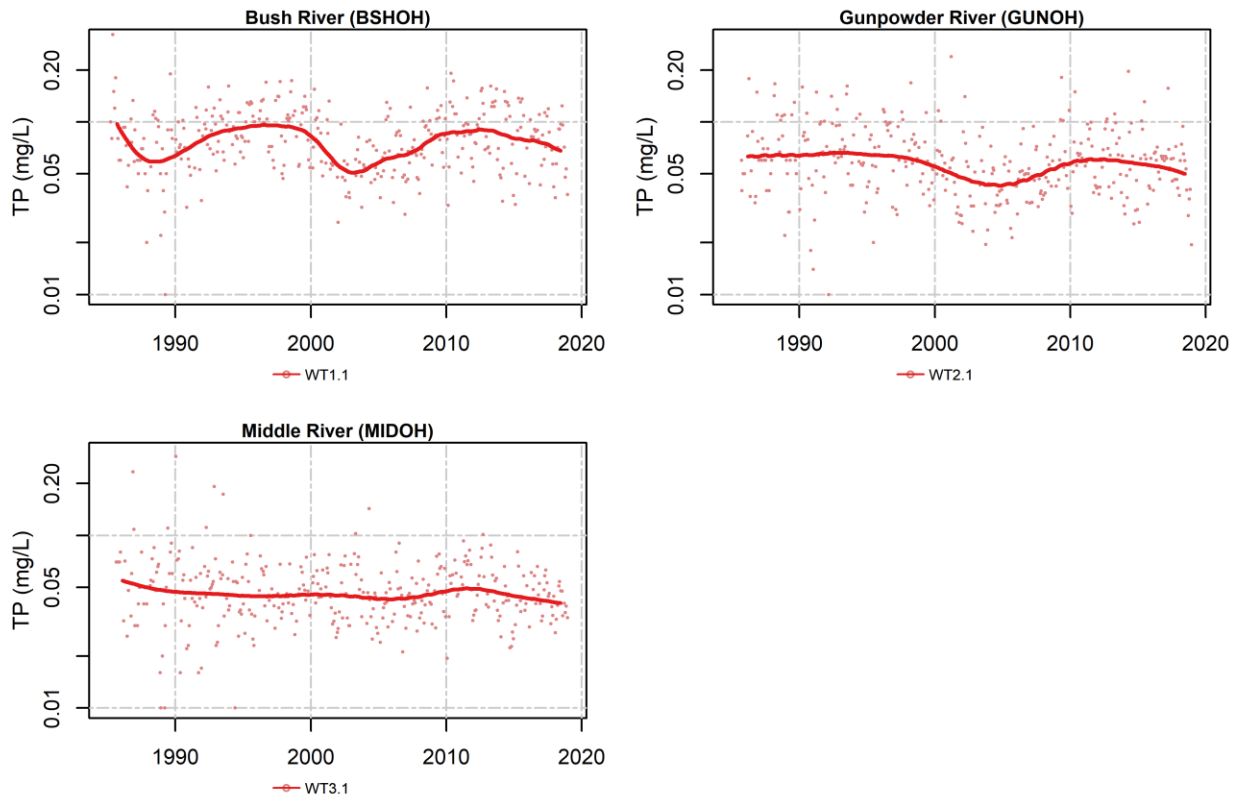 Bush River (BSHOH)
TP (mg/L)
0.20
0.05
0.01
1990 2000 2010 2020
WT1.1
Gunpowder River (GUNOH)
TP (mg/L)
0.20
0.05
0.01
1990 2000 2010 2020
WT2.1
Middle River (MIDOH)
TP (mg/L)
0.20
0.05
0.01
1990 2000 2010 2020
WT3.1